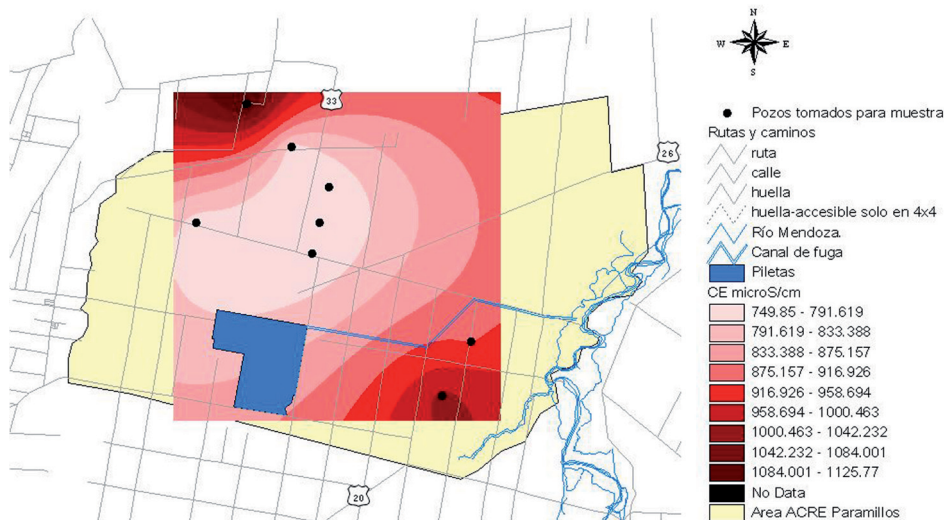 N
W E
S
33
26
20
Pozos tomados para muestra
Rutas y caminos
ruta
calle
huella
huella-accesible solo en 4x4
Río Mendoza.
Canal de fuga
Piletas
CE microS/cm
749.85 - 791.619
791.619 - 833.388
833.388 - 875.157
875.157 - 916.926
916.926 - 958.694
958.694 - 1000.463
1000.463 - 1042.232
1042.232 - 1084.001
1084.001 - 1125.77
No Data
Area ACRE Paramillos